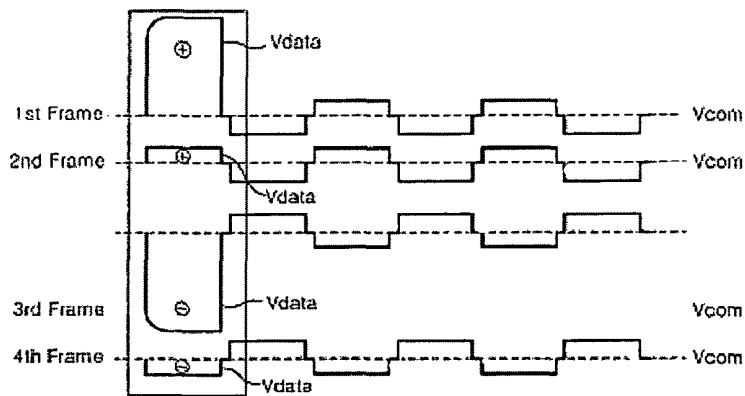 Vdata
⊕
1st Frame Vcom
2nd Frame ⊕ Vcom
Vdata
3rd Frame ⊖ Vdata Vcom
4th Frame Vcom
⊖ Vdata